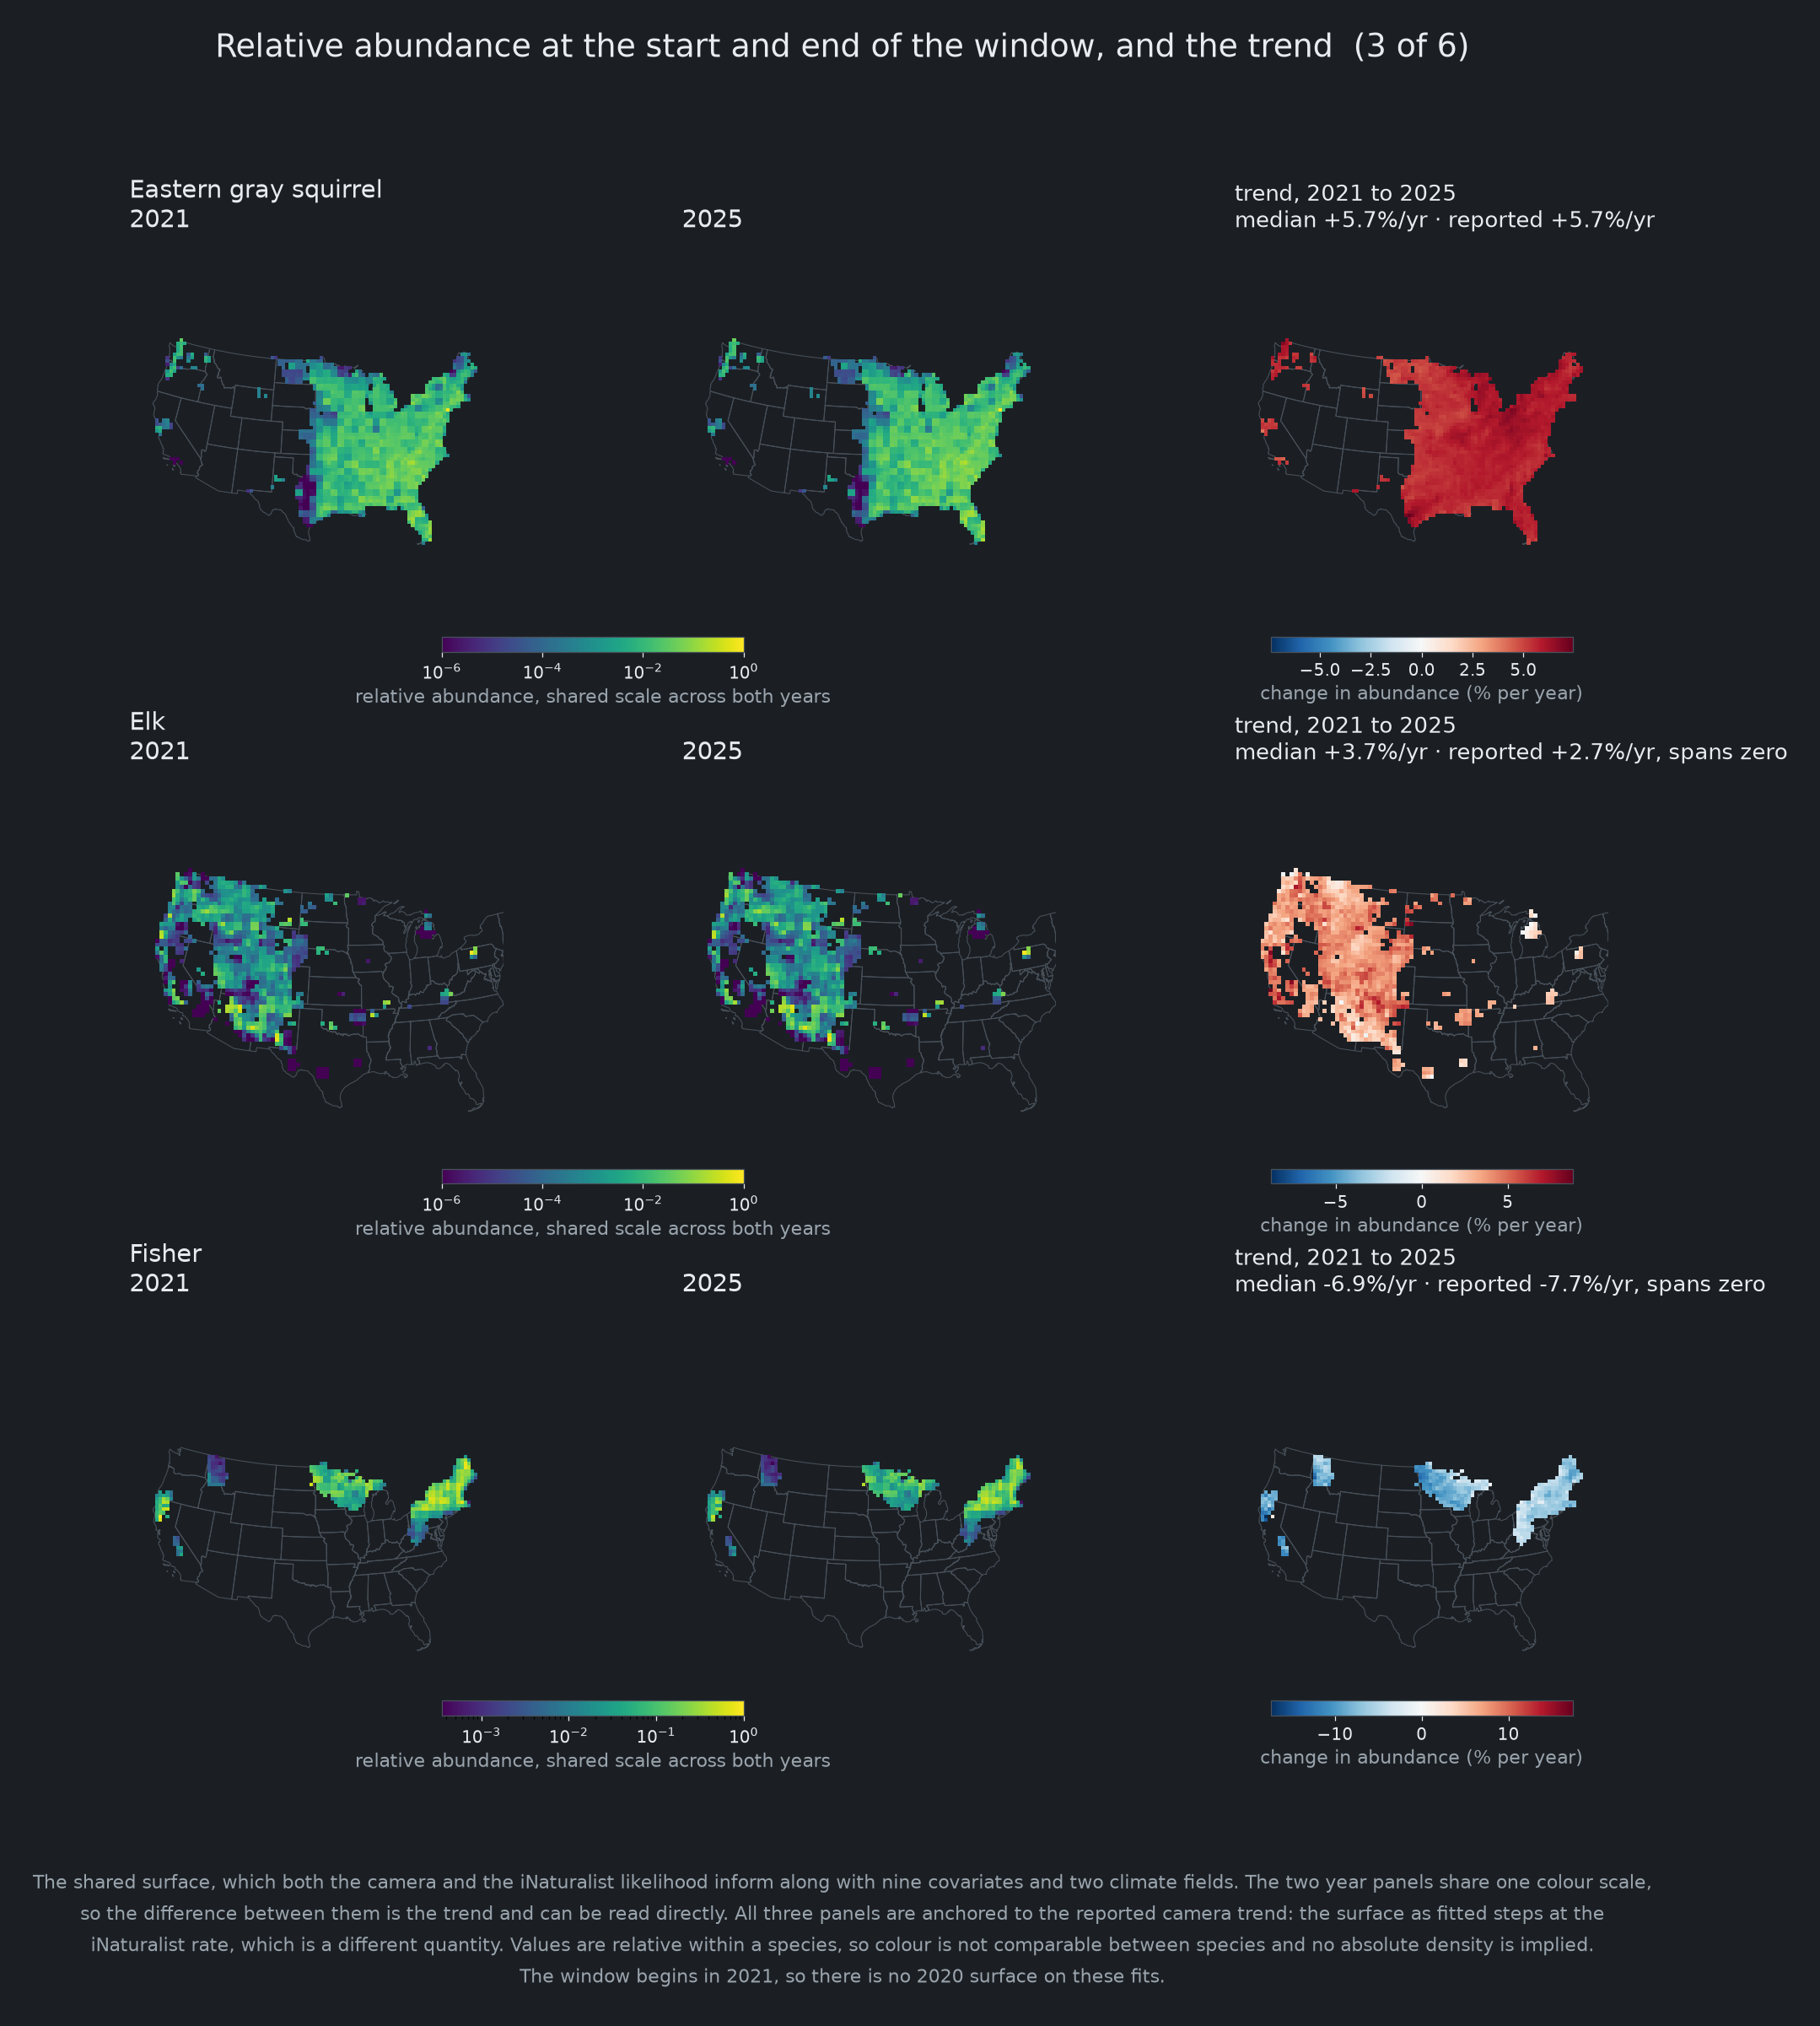 Relative abundance at the start and end of the window, and the trend  (3 of 6)
Eastern gray squirrel
2021
2025
trend, 2021 to 2025
median +5.7%/yr · reported +5.7%/yr
10⁻⁶ 10⁻⁴ 10⁻² 10⁰
relative abundance, shared scale across both years
−5.0 −2.5 0.0 2.5 5.0
change in abundance (% per year)
Elk
2021
2025
trend, 2021 to 2025
median +3.7%/yr · reported +2.7%/yr, spans zero
10⁻⁶ 10⁻⁴ 10⁻² 10⁰
relative abundance, shared scale across both years
−5 0 5
change in abundance (% per year)
Fisher
2021
2025
trend, 2021 to 2025
median -6.9%/yr · reported -7.7%/yr, spans zero
10⁻³ 10⁻² 10⁻¹ 10⁰
relative abundance, shared scale across both years
−10 0 10
change in abundance (% per year)
The shared surface, which both the camera and the iNaturalist likelihood inform along with nine covariates and two climate fields. The two year panels share one colour scale,
so the difference between them is the trend and can be read directly. All three panels are anchored to the reported camera trend: the surface as fitted steps at the
iNaturalist rate, which is a different quantity. Values are relative within a species, so colour is not comparable between species and no absolute density is implied.
The window begins in 2021, so there is no 2020 surface on these fits.